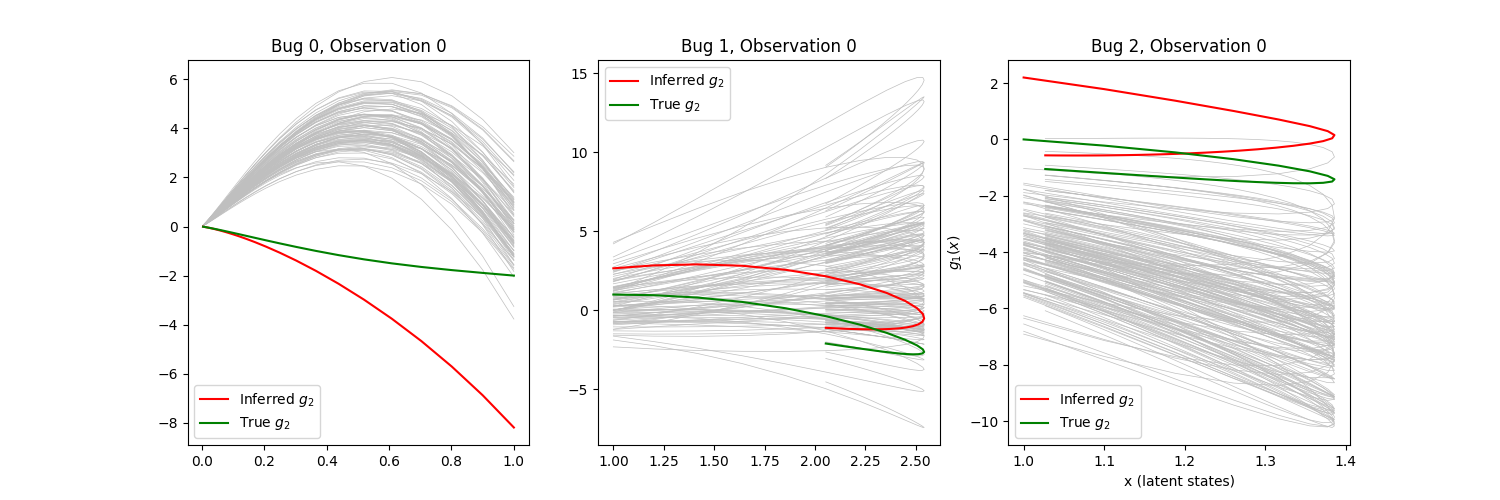 Bug 0, Observation 0
6
4
2
0
−2
−4
−6
−8
Inferred g₂
True g₂
0.0 0.2 0.4 0.6 0.8 1.0
Bug 1, Observation 0
15
10
5
0
−5
Inferred g₂
True g₂
1.00 1.25 1.50 1.75 2.00 2.25 2.50
Bug 2, Observation 0
g₁(x)
2
0
−2
−4
−6
−8
−10
Inferred g₂
True g₂
1.0 1.1 1.2 1.3 1.4
x (latent states)